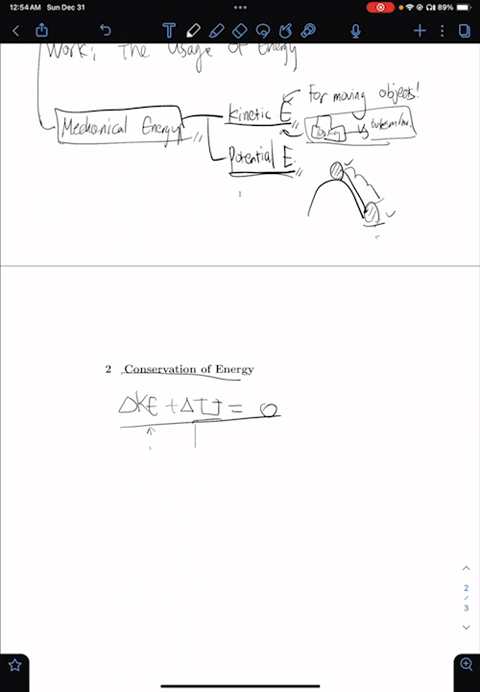 12:54 AM Sun Dec 31
89%
Work; The Usage of Energy
For moving objects!
Kinetic E
Mechanical Energy
vs
Potential E.
1
2 Conservation of Energy
ΔKE + ΔU = 0
2
/
3